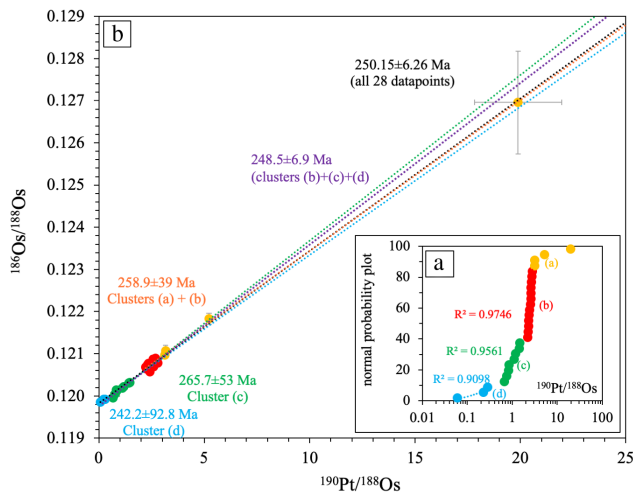 b
0.129
0.128
0.127
0.126
0.125
0.124
0.123
0.122
0.121
0.120
0.119
¹⁸⁶Os/¹⁸⁸Os
250.15±6.26 Ma
(all 28 datapoints)
248.5±6.9 Ma
(clusters (b)+(c)+(d)
258.9±39 Ma
Clusters (a) + (b)
265.7±53 Ma
Cluster (c)
242.2±92.8 Ma
Cluster (d)
0
5
10
15
20
25
¹⁹⁰Pt/¹⁸⁸Os
a
normal probability plot
100
80
60
40
20
0
(a)
R² = 0.9746
(b)
R² = 0.9561
(c)
R² = 0.9098
(d)
¹⁹⁰Pt/¹⁸⁸Os
0.01
0.1
1
10
100